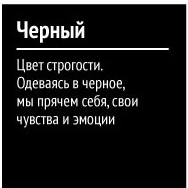 Черный
Цвет строгости.
Одеваясь в черное,
мы прячем себя, свои
чувства и эмоции